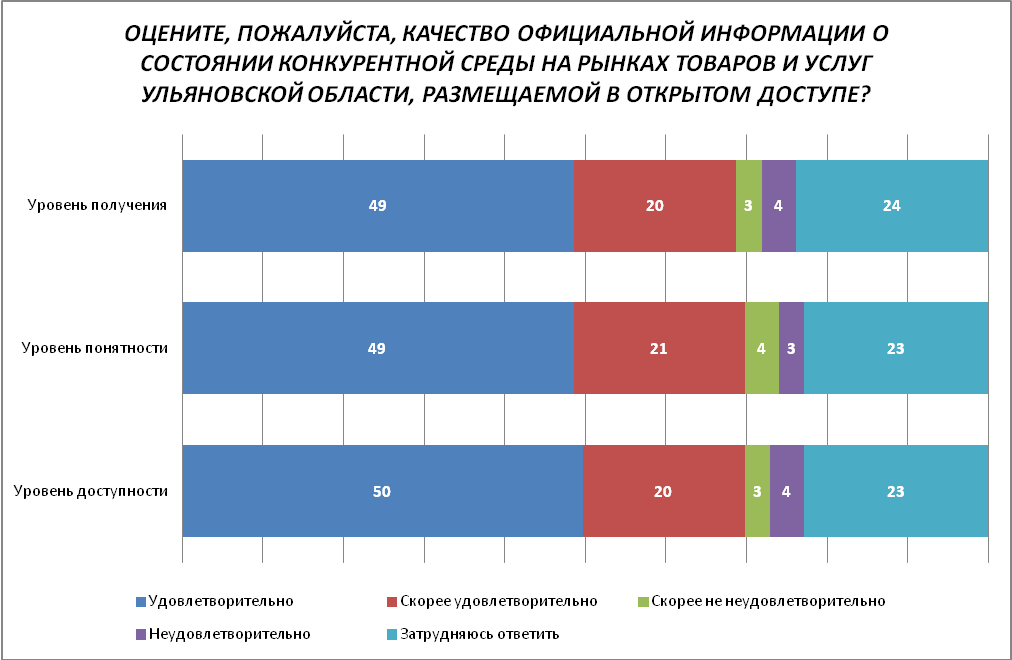 ОЦЕНИТЕ, ПОЖАЛУЙСТА, КАЧЕСТВО ОФИЦИАЛЬНОЙ ИНФОРМАЦИИ О
СОСТОЯНИИ КОНКУРЕНТНОЙ СРЕДЫ НА РЫНКАХ ТОВАРОВ И УСЛУГ
УЛЬЯНОВСКОЙ ОБЛАСТИ, РАЗМЕЩАЕМОЙ В ОТКРЫТОМ ДОСТУПЕ?
Уровень получения 49 20 3 4 24
Уровень понятности 49 21 4 3 23
Уровень доступности 50 20 3 4 23
Удовлетворительно Скорее удовлетворительно Скорее не неудовлетворительно
Неудовлетворительно Затрудняюсь ответить